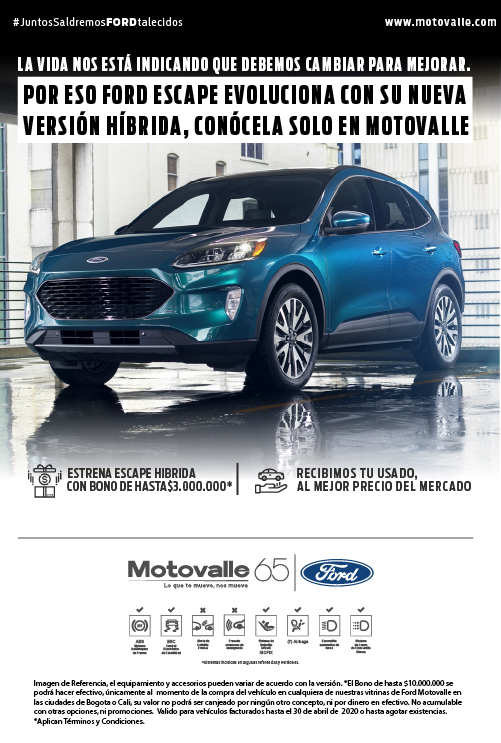 #JuntosSaldremosFORDtalecidos
www.motovalle.com
LA VIDA NOS ESTÁ INDICANDO QUE DEBEMOS CAMBIAR PARA MEJORAR.
POR ESO FORD ESCAPE EVOLUCIONA CON SU NUEVA
VERSIÓN HÍBRIDA, CONÓCELA SOLO EN MOTOVALLE
ESTRENA ESCAPE HIBRIDA
CON BONO DE HASTA $3.000.000*
RECIBIMOS TU USADO,
AL MEJOR PRECIO DEL MERCADO
Motovalle 65
Lo que te mueve, nos mueve
Ford
ABS
ESC
(7) Airbags
ISOFIX
Imagen de Referencia, el equipamiento y accesorios pueden variar de acuerdo con la versión. *El Bono de hasta $10.000.000 se
podrá hacer efectivo, únicamente al momento de la compra del vehículo en cualquiera de nuestras vitrinas de Ford Motovalle en
las ciudades de Bogota o Cali, su valor no podrá ser canjeado por ningún otro concepto, ni por dinero en efectivo. No acumulable
con otras opciones, ni promociones. Valido para vehículos facturados hasta el 30 de abril de 2020 o hasta agotar existencias.
*Aplican Términos y Condiciones.